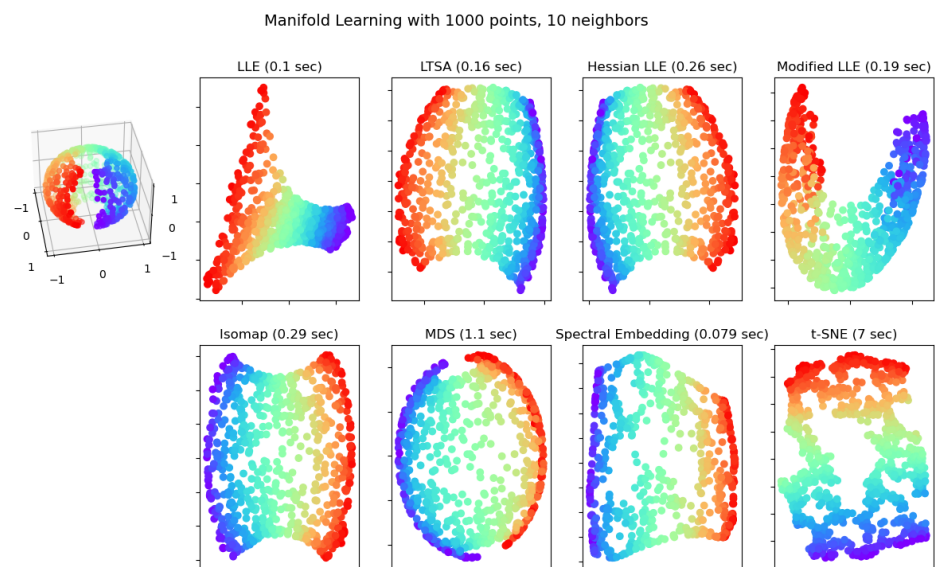 Manifold Learning with 1000 points, 10 neighbors
LLE (0.1 sec)
LTSA (0.16 sec)
Hessian LLE (0.26 sec)
Modified LLE (0.19 sec)
−1
0
1
−1
0
1
1
0
−1
Isomap (0.29 sec)
MDS (1.1 sec)
Spectral Embedding (0.079 sec)
t-SNE (7 sec)